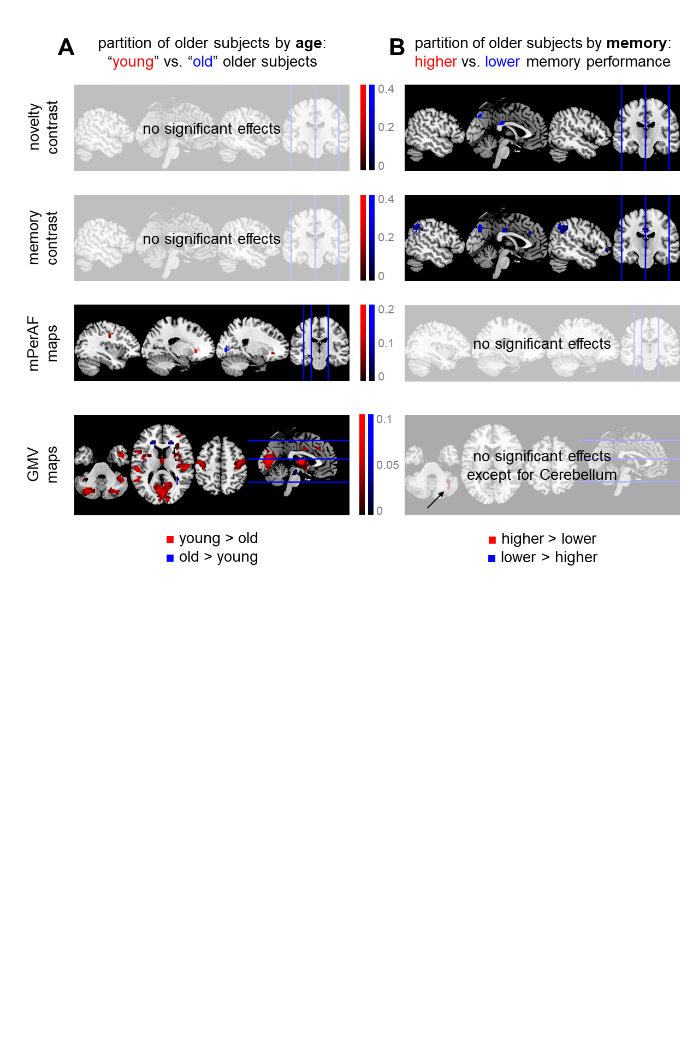 A
partition of older subjects by age:
“young” vs. “old” older subjects
B
partition of older subjects by memory:
higher vs. lower memory performance
novelty
contrast
no significant effects
0.4
0.2
0
memory
contrast
no significant effects
0.4
0.2
0
mPerAF
maps
0.2
0.1
0
no significant effects
GMV
maps
0.1
0.05
0
no significant effects
except for Cerebellum
young > old
old > young
higher > lower
lower > higher